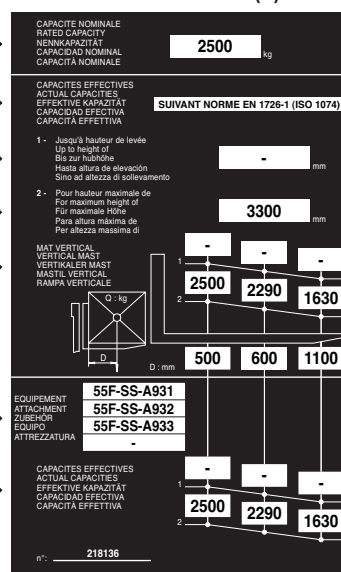 CAPACITE NOMINALE
RATED CAPACITY
NENNKAPAZITÄT
CAPACIDAD NOMINAL
CAPACITÀ NOMINALE
2500 kg
CAPACITES EFFECTIVES
ACTUAL CAPACITIES
EFFEKTIVE KAPAZITÄT
CAPACIDAD EFECTIVA
CAPACITÀ EFFETTIVA
SUIVANT NORME EN 1726-1 (ISO 1074)
1 - Jusqu'à hauteur de levée
Up to height of
Bis zur hubhöhe
Hasta altura de elevación
Sino ad altezza di sollevamento
- mm
2 - Pour hauteur maximale de
For maximum height of
Für maximale Höhe
Para altura máxima de
Per altezza massima di
3300 mm
MAT VERTICAL
VERTICAL MAST
VERTIKALER MAST
MASTIL VERTICAL
RAMPA VERTICALE
1 - - -
2 2500 2290 1630
Q : kg
D
D : mm 500 600 1100
EQUIPEMENT
ATTACHMENT
ZUBEHÖR
EQUIPO
ATTREZZATURA
55F-SS-A931
55F-SS-A932
55F-SS-A933
-
CAPACITES EFFECTIVES
ACTUAL CAPACITIES
EFFEKTIVE KAPAZITÄT
CAPACIDAD EFECTIVA
CAPACITÀ EFFETTIVA
1 - - -
2 2500 2290 1630
n°: 218136